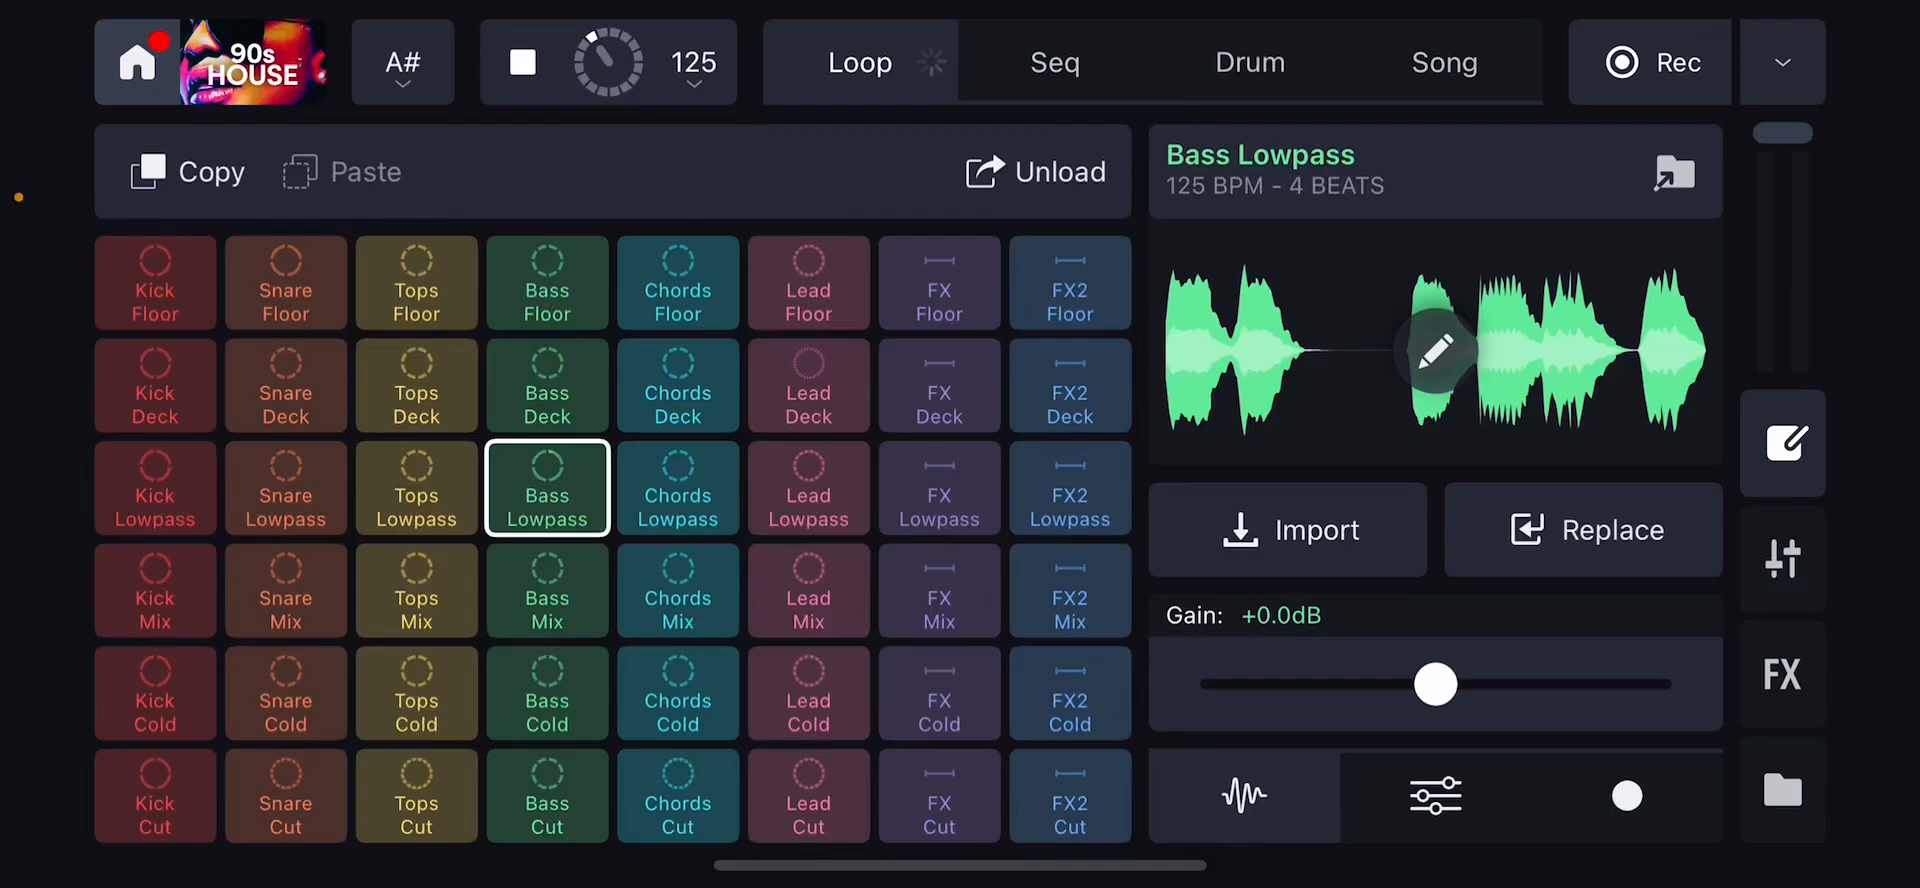 90s
HOUSE
A#
125
Loop
Seq
Drum
Song
Rec
Copy
Paste
Unload
Bass Lowpass
125 BPM - 4 BEATS
Kick
Floor
Snare
Floor
Tops
Floor
Bass
Floor
Chords
Floor
Lead
Floor
FX
Floor
FX2
Floor
Kick
Deck
Snare
Deck
Tops
Deck
Bass
Deck
Chords
Deck
Lead
Deck
FX
Deck
FX2
Deck
Kick
Lowpass
Snare
Lowpass
Tops
Lowpass
Bass
Lowpass
Chords
Lowpass
Lead
Lowpass
FX
Lowpass
FX2
Lowpass
Kick
Mix
Snare
Mix
Tops
Mix
Bass
Mix
Chords
Mix
Lead
Mix
FX
Mix
FX2
Mix
Kick
Cold
Snare
Cold
Tops
Cold
Bass
Cold
Chords
Cold
Lead
Cold
FX
Cold
FX2
Cold
Kick
Cut
Snare
Cut
Tops
Cut
Bass
Cut
Chords
Cut
Lead
Cut
FX
Cut
FX2
Cut
Import
Replace
Gain: +0.0dB
FX